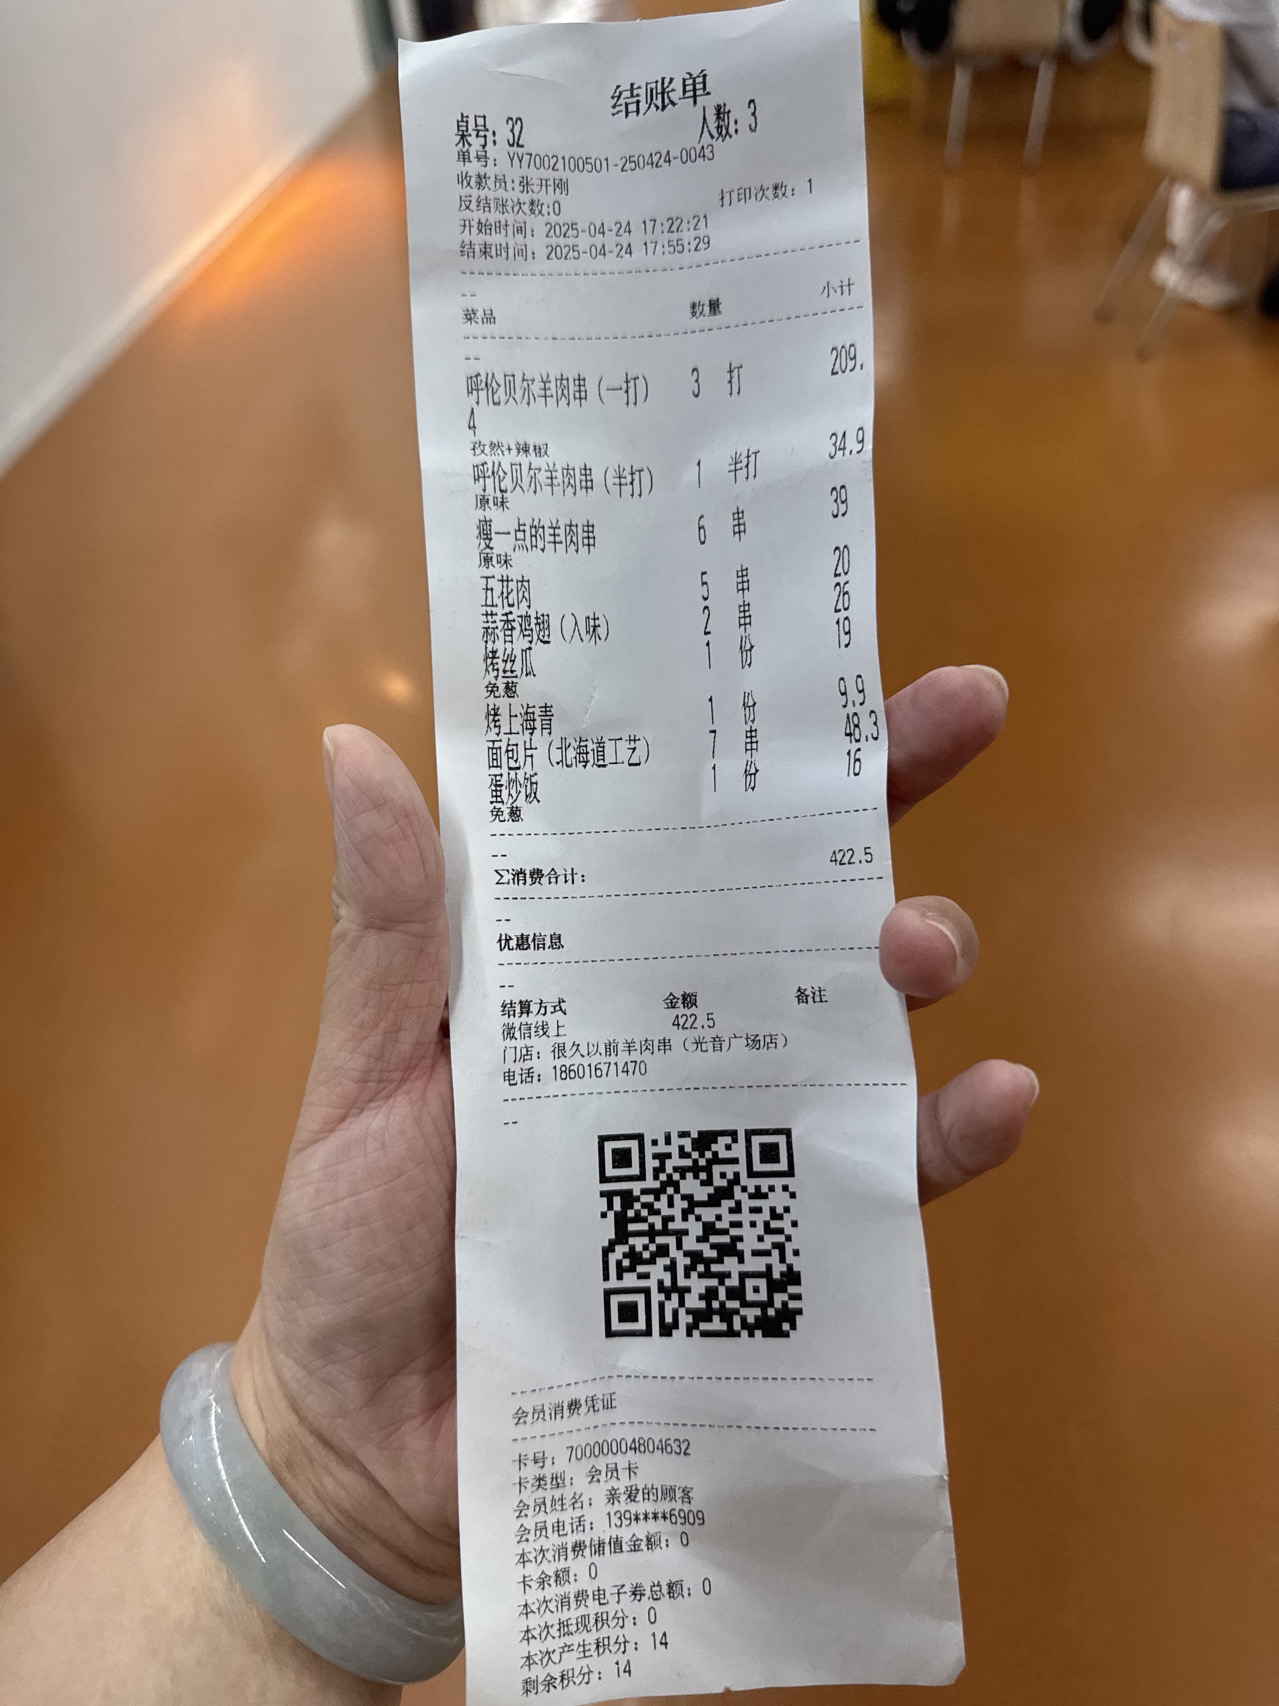 结账单
桌号: 32 人数: 3
单号: YY7002100501-250424-0043
收款员:张开刚
反结账次数:0 打印次数: 1
开始时间: 2025-04-24 17:22:21
结束时间: 2025-04-24 17:55:29
--
菜品 数量 小计
--
呼伦贝尔羊肉串（一打） 3 打 209.
4
孜然+辣椒
呼伦贝尔羊肉串（半打） 1 半打 34.9
原味
瘦一点的羊肉串 6 串 39
原味
五花肉 5 串 20
蒜香鸡翅（入味） 2 串 26
烤丝瓜 1 份 19
免葱
烤上海青 1 份 9.9
面包片（北海道工艺） 7 串 48.3
蛋炒饭 1 份 16
免葱
--
∑消费合计: 422.5
--
优惠信息
--
结算方式 金额 备注
微信线上 422.5
门店: 很久以前羊肉串（光音广场店）
电话: 18601671470
--
会员消费凭证
卡号: 70000004804632
卡类型: 会员卡
会员姓名: 亲爱的顾客
会员电话: 139****6909
本次消费储值金额: 0
卡余额: 0
本次消费电子券总额: 0
本次抵现积分: 0
本次产生积分: 14
剩余积分: 14